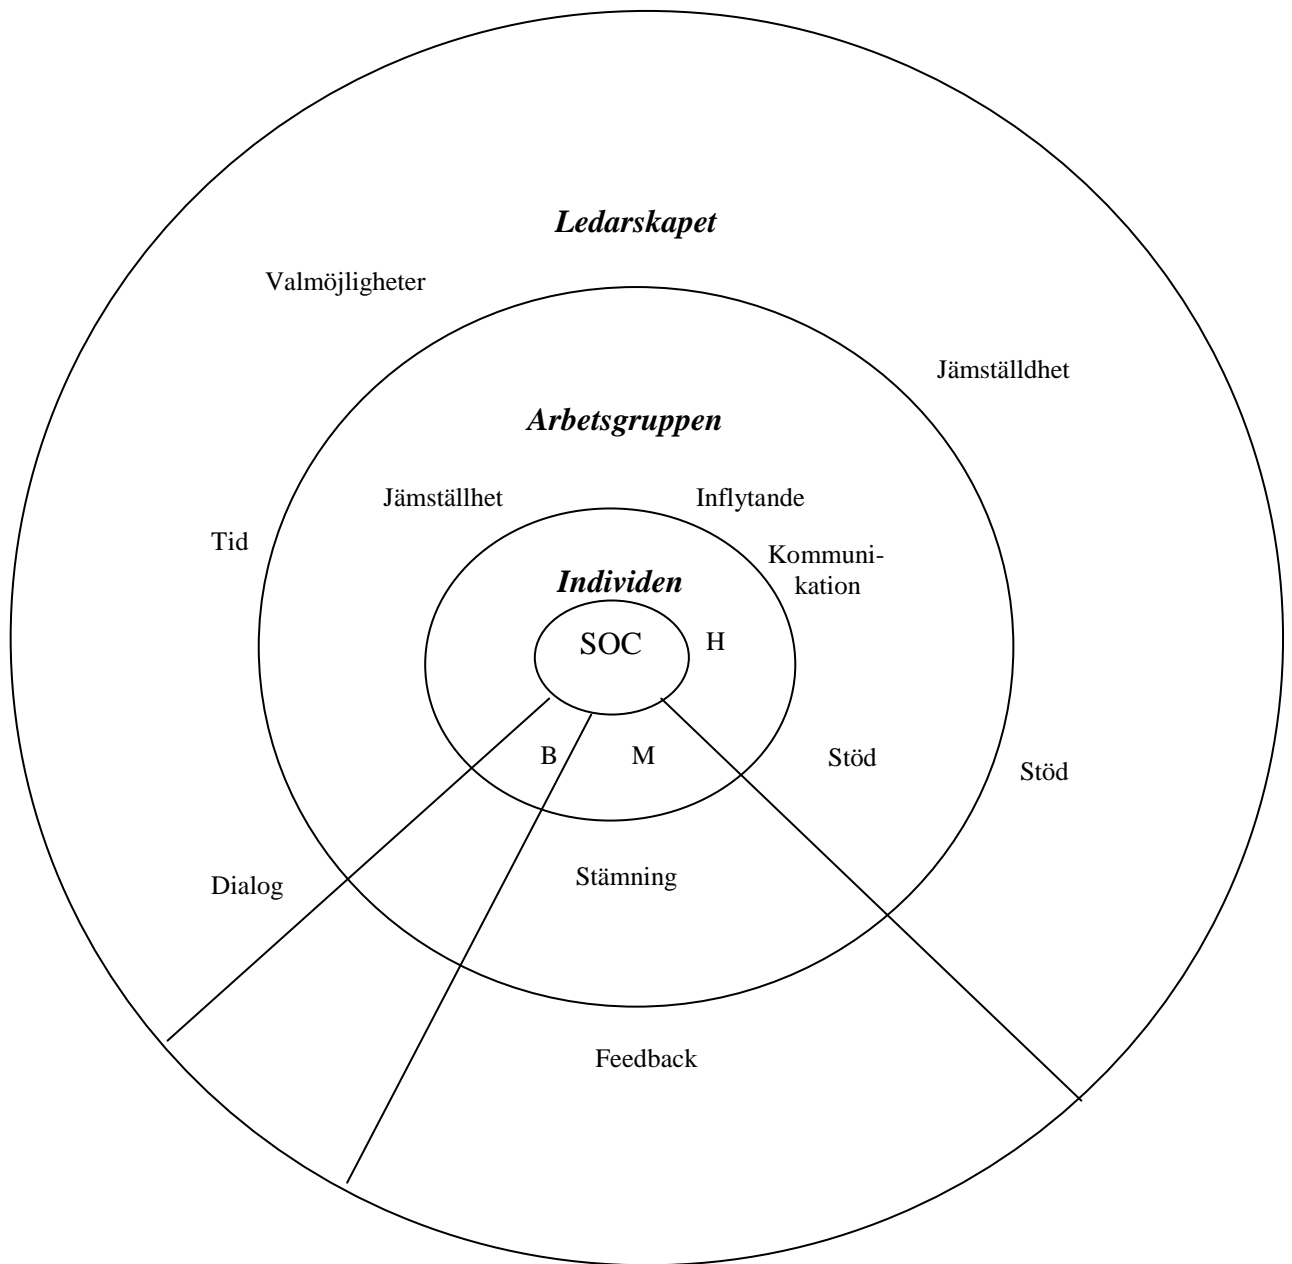 Ledarskapet
Valmöjligheter
Jämställdhet
Arbetsgruppen
Jämställhet
Inflytande
Tid
Kommuni-
kation
Individen
SOC
H
B
M
Stöd
Stöd
Dialog
Stämning
Feedback